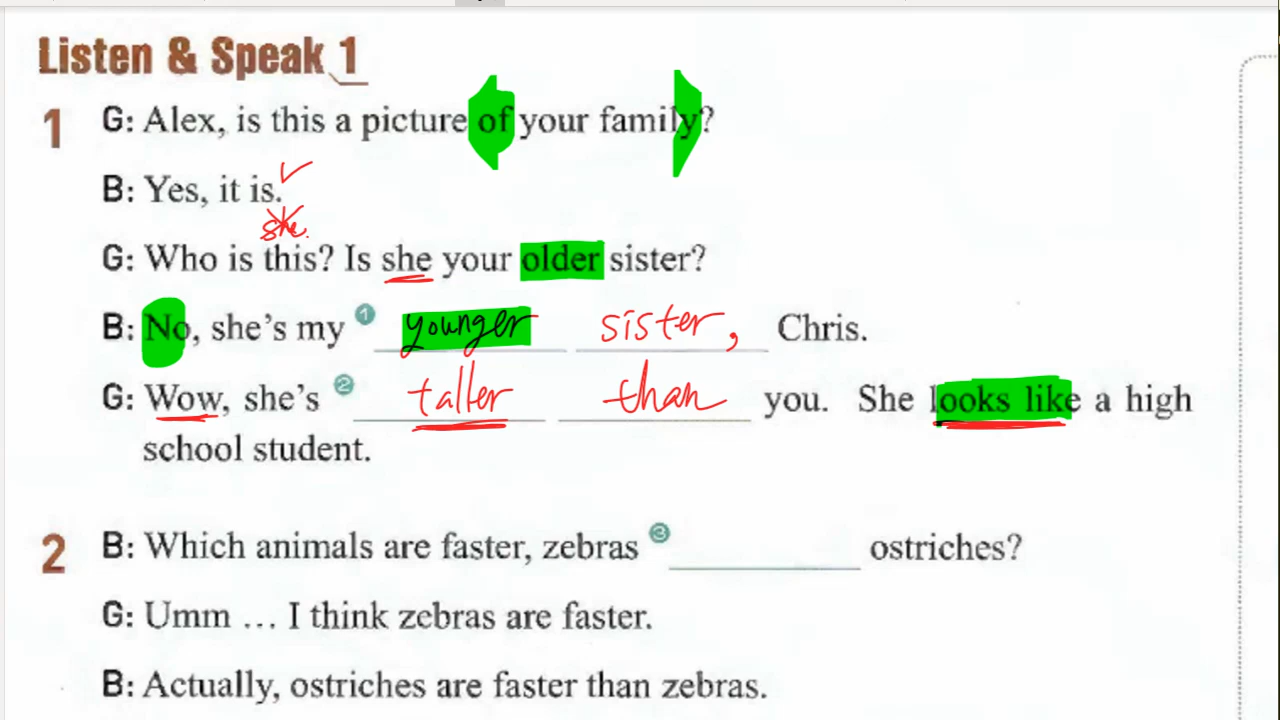 Listen & Speak 1
1 G: Alex, is this a picture of your family?
B: Yes, it is.
she.
G: Who is this? Is she your older sister?
B: No, she's my ① younger sister, Chris.
G: Wow, she's ② taller than you. She looks like a high
school student.
2 B: Which animals are faster, zebras ③ ostriches?
G: Umm … I think zebras are faster.
B: Actually, ostriches are faster than zebras.